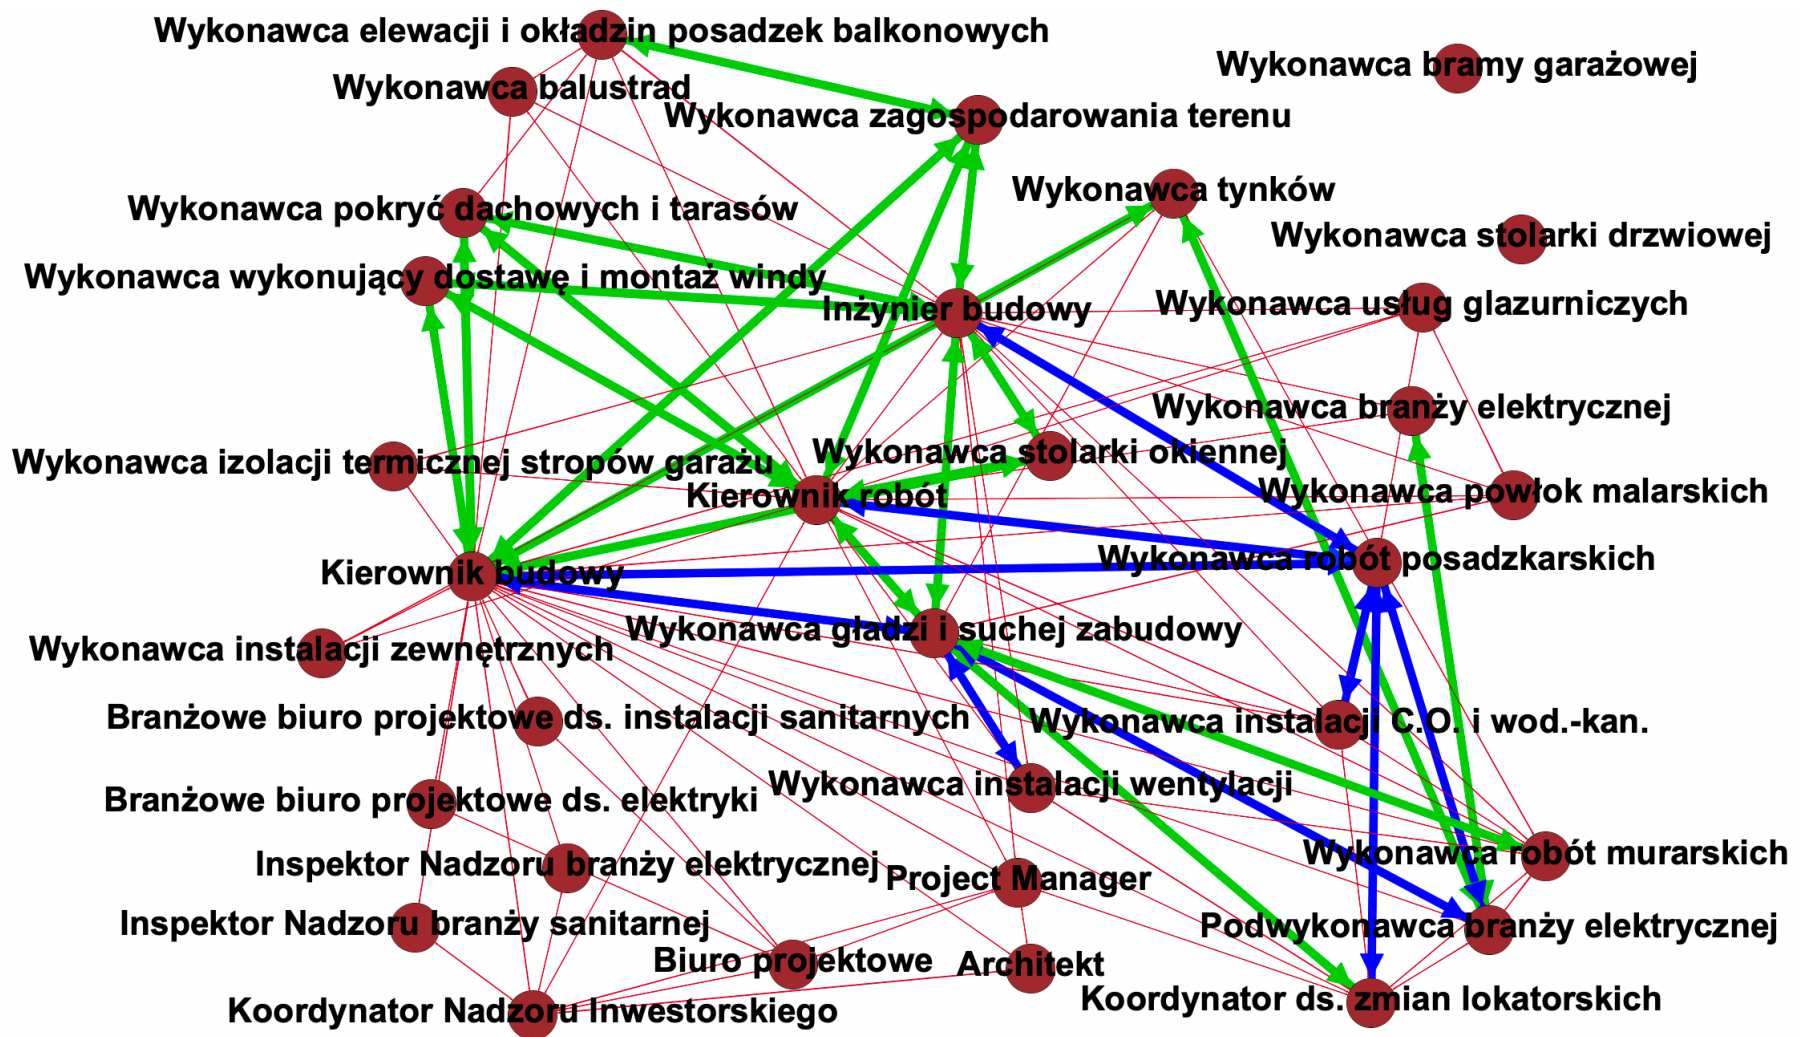 Wykonawca elewacji i okładzin posadzek balkonowych
Wykonawca bramy garażowej
Wykonawca balustrad
Wykonawca zagospodarowania terenu
Wykonawca tynków
Wykonawca pokryć dachowych i tarasów
Wykonawca stolarki drzwiowej
Wykonawca wykonujący dostawę i montaż windy
Inżynier budowy
Wykonawca usług glazurniczych
Wykonawca branży elektrycznej
Wykonawca stolarki okiennej
Wykonawca izolacji termicznej stropów garażu
Kierownik robót
Wykonawca powłok malarskich
Wykonawca robót posadzkarskich
Kierownik budowy
Wykonawca gładzi i suchej zabudowy
Wykonawca instalacji zewnętrznych
Branżowe biuro projektowe ds. instalacji sanitarnych
Wykonawca instalacji C.O. i wod.-kan.
Wykonawca instalacji wentylacji
Branżowe biuro projektowe ds. elektryki
Wykonawca robót murarskich
Inspektor Nadzoru branży elektrycznej
Project Manager
Inspektor Nadzoru branży sanitarnej
Podwykonawca branży elektrycznej
Biuro projektowe
Architekt
Koordynator ds. zmian lokatorskich
Koordynator Nadzoru Inwestorskiego